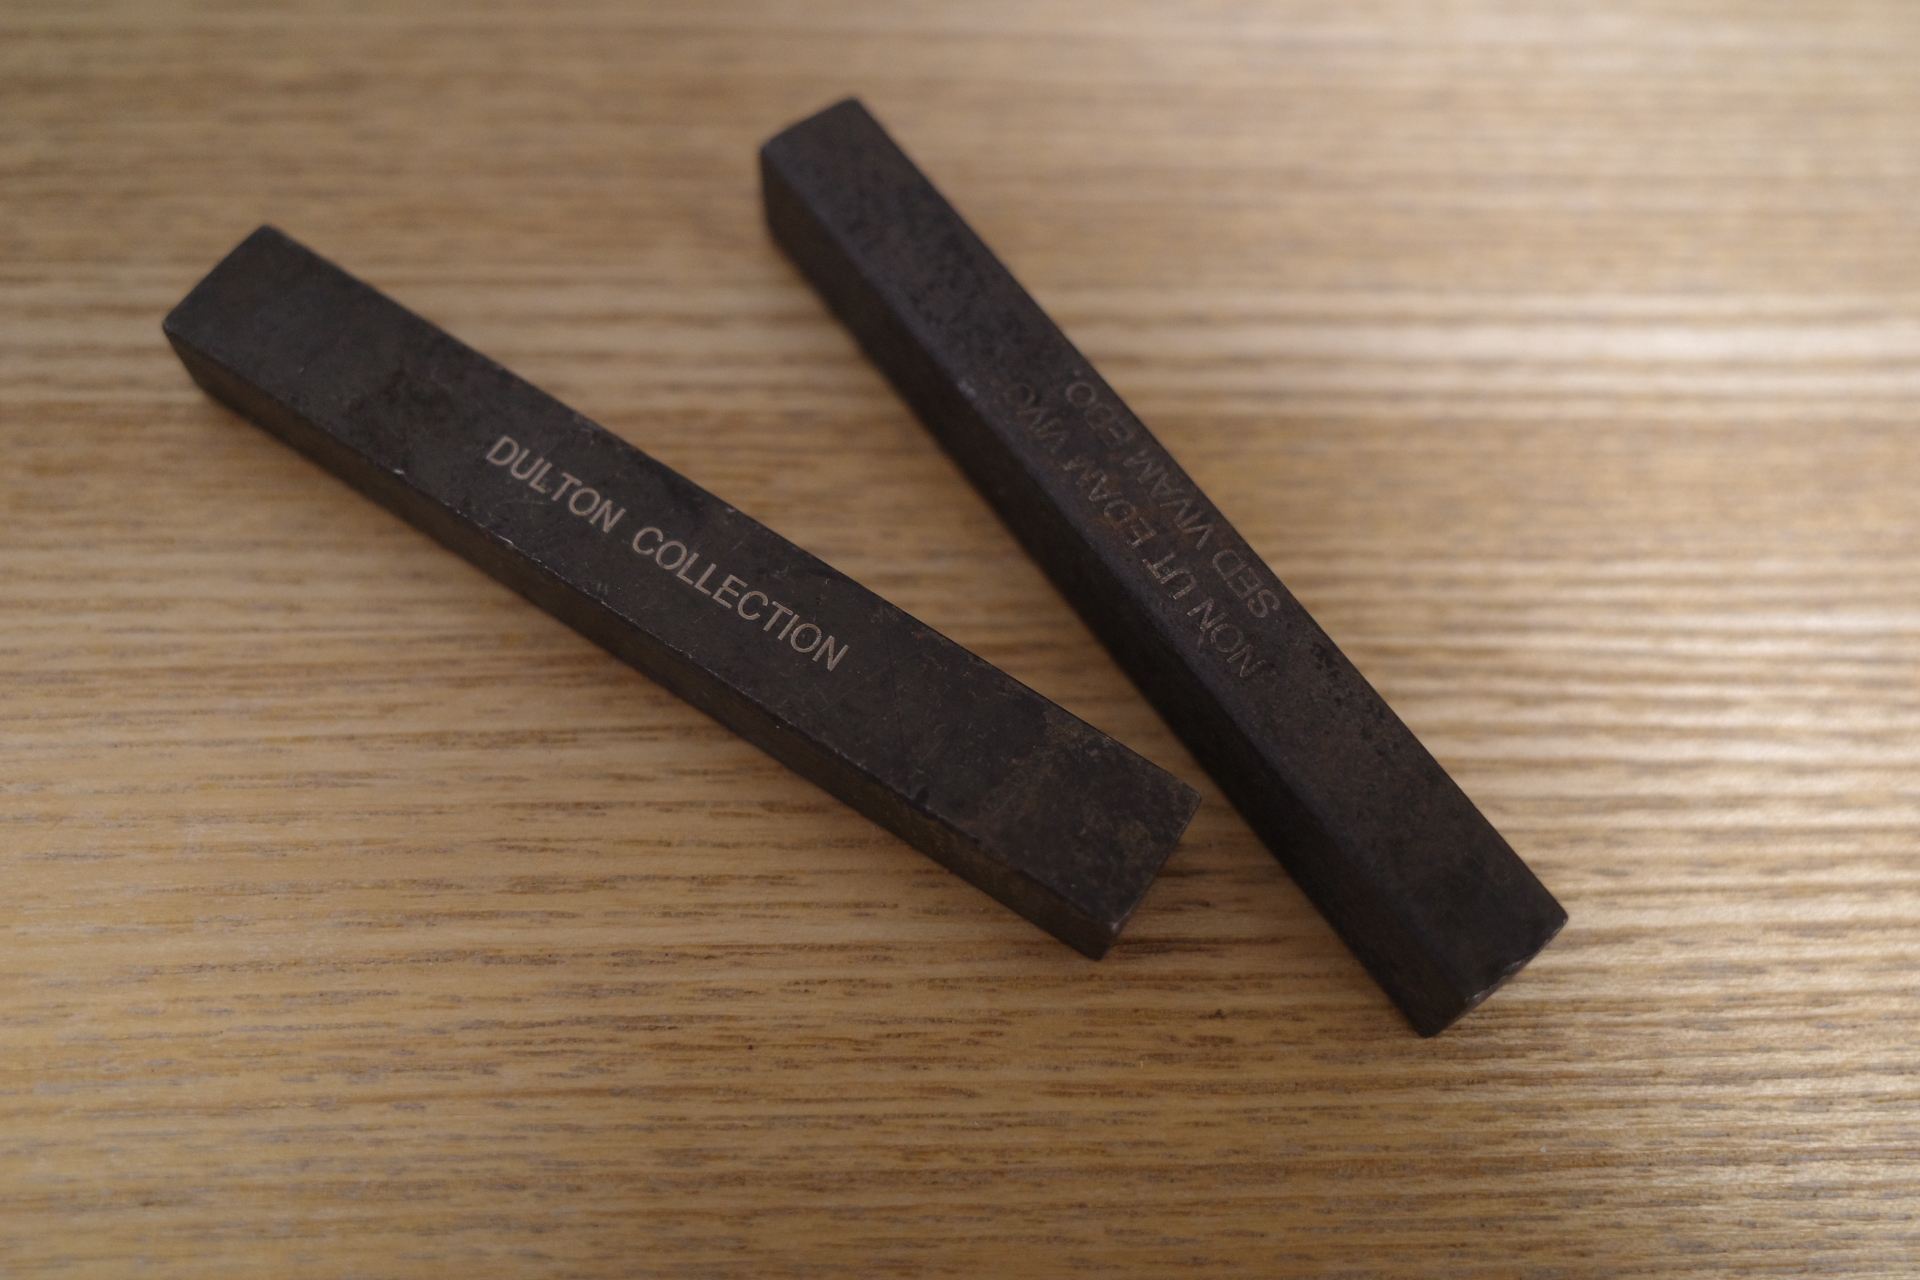 DULTON COLLECTION
NON UT EDAM VIVO
SED VIVAM EDO.